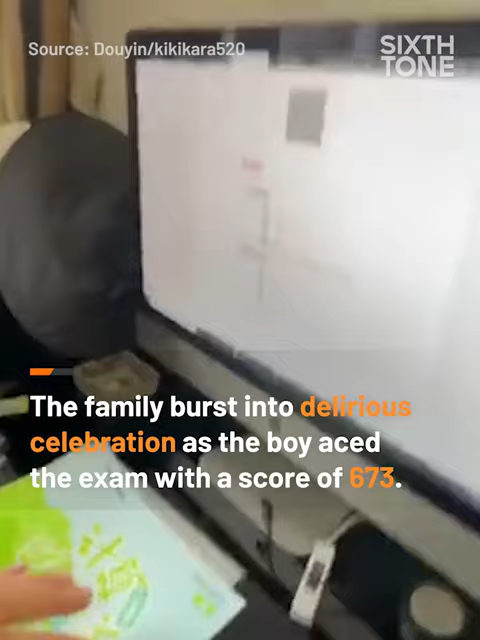 Source: Douyin/kikikara520
SIXTH
TONE
The family burst into delirious
celebration as the boy aced
the exam with a score of 673.